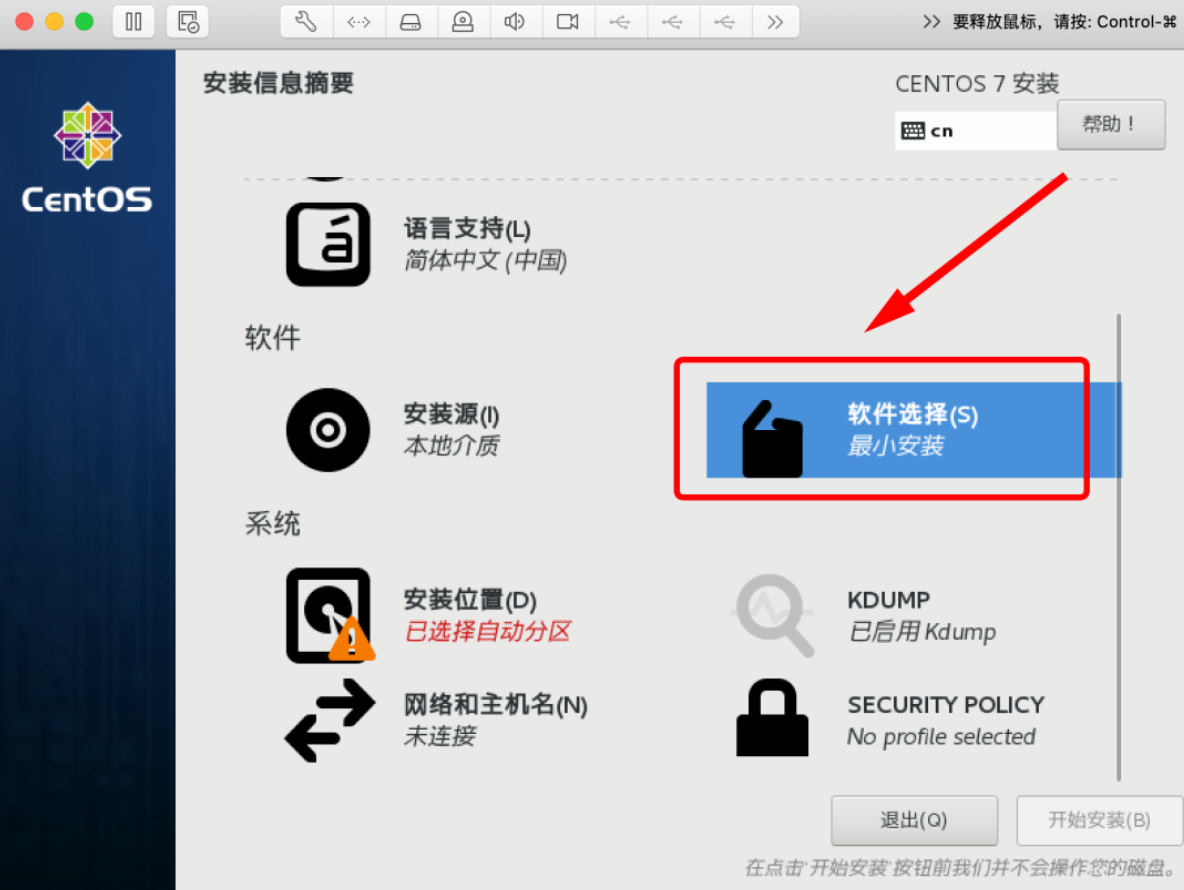 要释放鼠标，请按: Control-⌘
安装信息摘要
CENTOS 7 安装
cn
帮助！
CentOS
语言支持(L)
简体中文 (中国)
软件
安装源(I)
本地介质
软件选择(S)
最小安装
系统
安装位置(D)
已选择自动分区
KDUMP
已启用 Kdump
网络和主机名(N)
未连接
SECURITY POLICY
No profile selected
退出(Q)
开始安装(B)
在点击'开始安装'按钮前我们并不会操作您的磁盘。